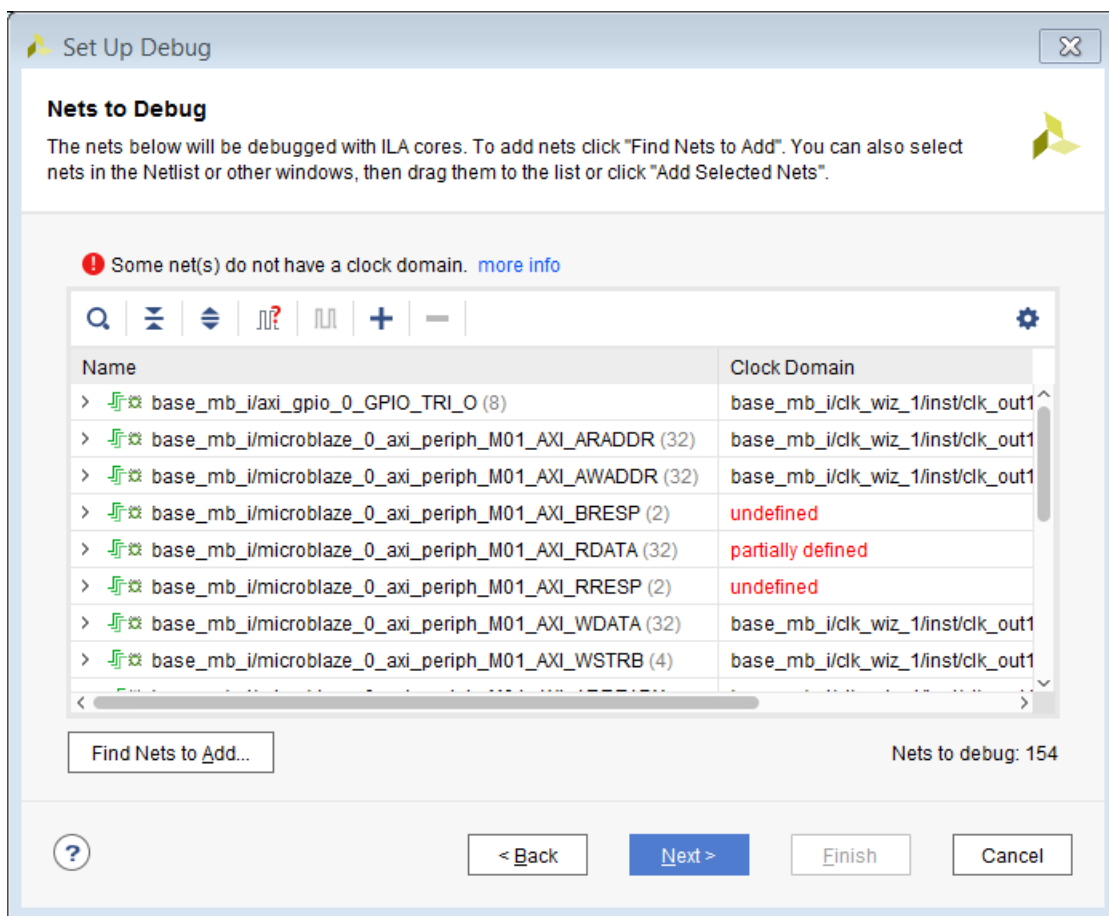 Set Up Debug
Nets to Debug
The nets below will be debugged with ILA cores. To add nets click "Find Nets to Add". You can also select
nets in the Netlist or other windows, then drag them to the list or click "Add Selected Nets".
Some net(s) do not have a clock domain. more info
Name Clock Domain
base_mb_i/axi_gpio_0_GPIO_TRI_O (8) base_mb_i/clk_wiz_1/inst/clk_out1
base_mb_i/microblaze_0_axi_periph_M01_AXI_ARADDR (32) base_mb_i/clk_wiz_1/inst/clk_out1
base_mb_i/microblaze_0_axi_periph_M01_AXI_AWADDR (32) base_mb_i/clk_wiz_1/inst/clk_out1
base_mb_i/microblaze_0_axi_periph_M01_AXI_BRESP (2) undefined
base_mb_i/microblaze_0_axi_periph_M01_AXI_RDATA (32) partially defined
base_mb_i/microblaze_0_axi_periph_M01_AXI_RRESP (2) undefined
base_mb_i/microblaze_0_axi_periph_M01_AXI_WDATA (32) base_mb_i/clk_wiz_1/inst/clk_out1
base_mb_i/microblaze_0_axi_periph_M01_AXI_WSTRB (4) base_mb_i/clk_wiz_1/inst/clk_out1
Find Nets to Add... Nets to debug: 154
? < Back Next > Finish Cancel